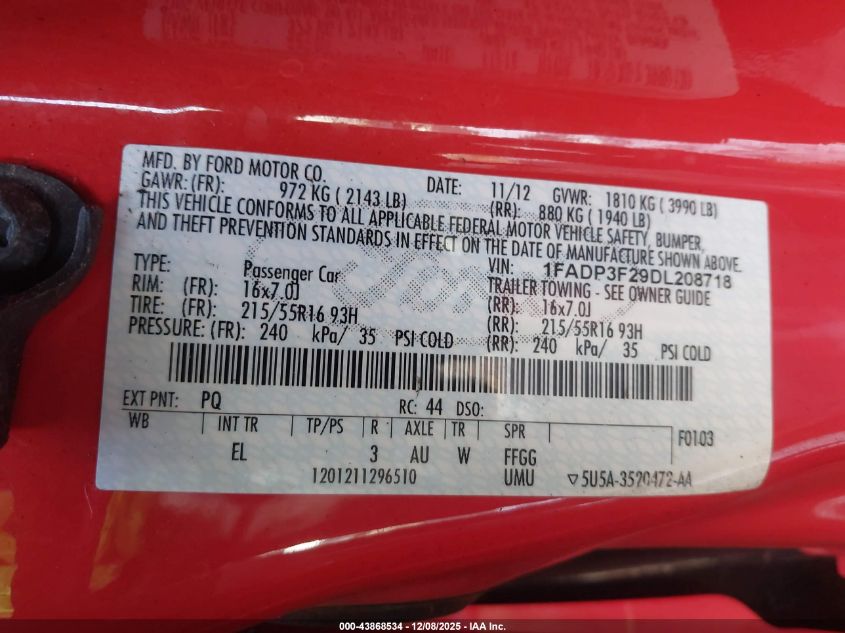 MFD. BY FORD MOTOR CO. DATE: 11/12 GVWR: 1810 KG ( 3990 LB)
GAWR: (FR): 972 KG ( 2143 LB) (RR): 880 KG ( 1940 LB)
THIS VEHICLE CONFORMS TO ALL APPLICABLE FEDERAL MOTOR VEHICLE SAFETY, BUMPER,
AND THEFT PREVENTION STANDARDS IN EFFECT ON THE DATE OF MANUFACTURE SHOWN ABOVE.
VIN: 1FADP3F29DL208718
TYPE: Passenger Car TRAILER TOWING - SEE OWNER GUIDE
RIM: (FR): 16x7.0J (RR): 16x7.0J
TIRE: (FR): 215/55R16 93H (RR): 215/55R16 93H
PRESSURE: (FR): 240 kPa/ 35 PSI COLD (RR): 240 kPa/ 35 PSI COLD
EXT PNT: PQ RC: 44 DSO:
WB INT TR TP/PS R AXLE TR SPR F0103
EL 3 AU W FFGG
1201211296510 UMU ▽5U5A-3520472-AA
000-43868534 - 12/08/2025 - IAA Inc.